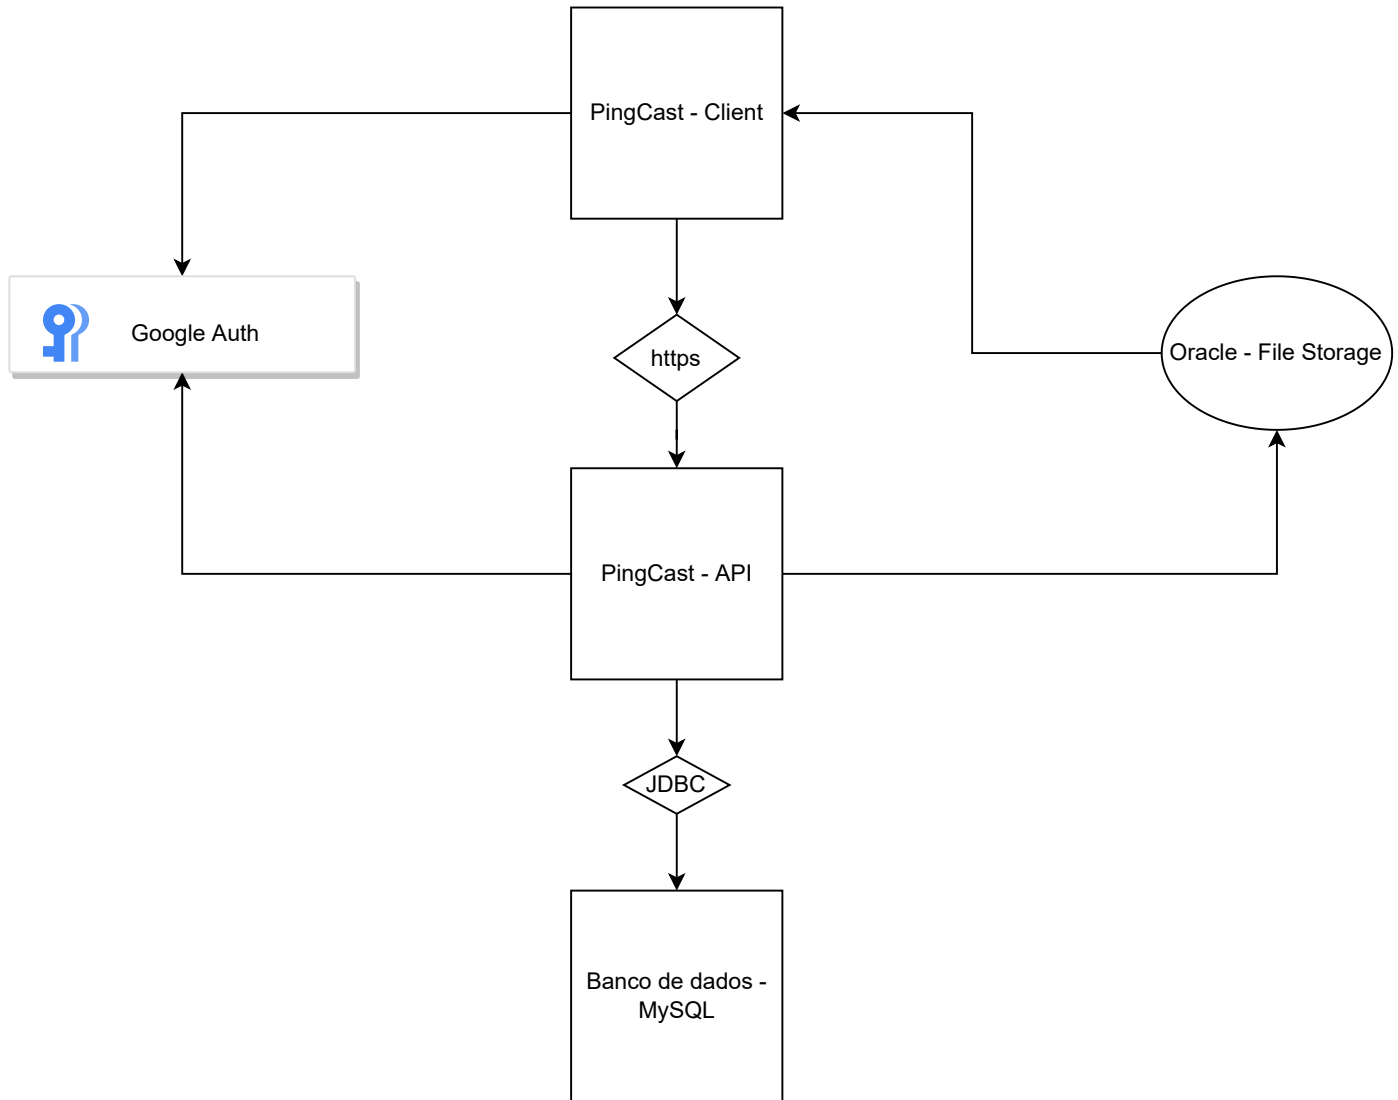 PingCast - Client
Google Auth
https
Oracle - File Storage
PingCast - API
JDBC
Banco de dados -
MySQL